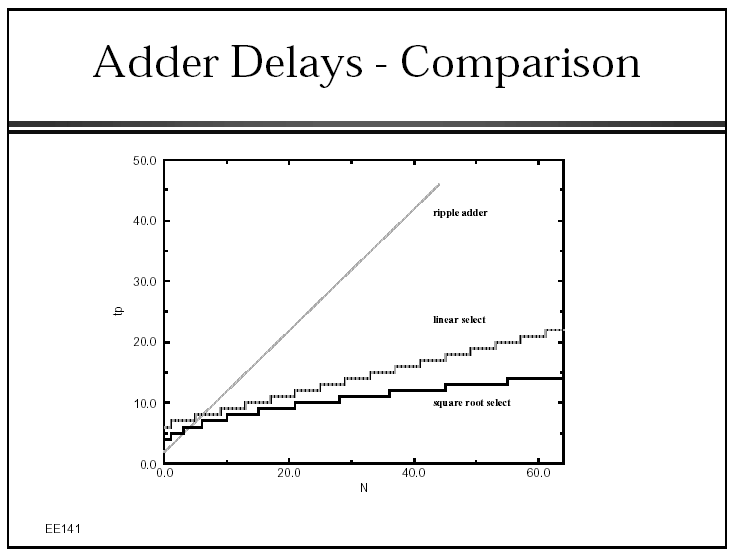 Adder Delays - Comparison
50.0
40.0
30.0
20.0
10.0
0.0
tp
ripple adder
linear select
square root select
0.0 20.0 40.0 60.0
N
EE141